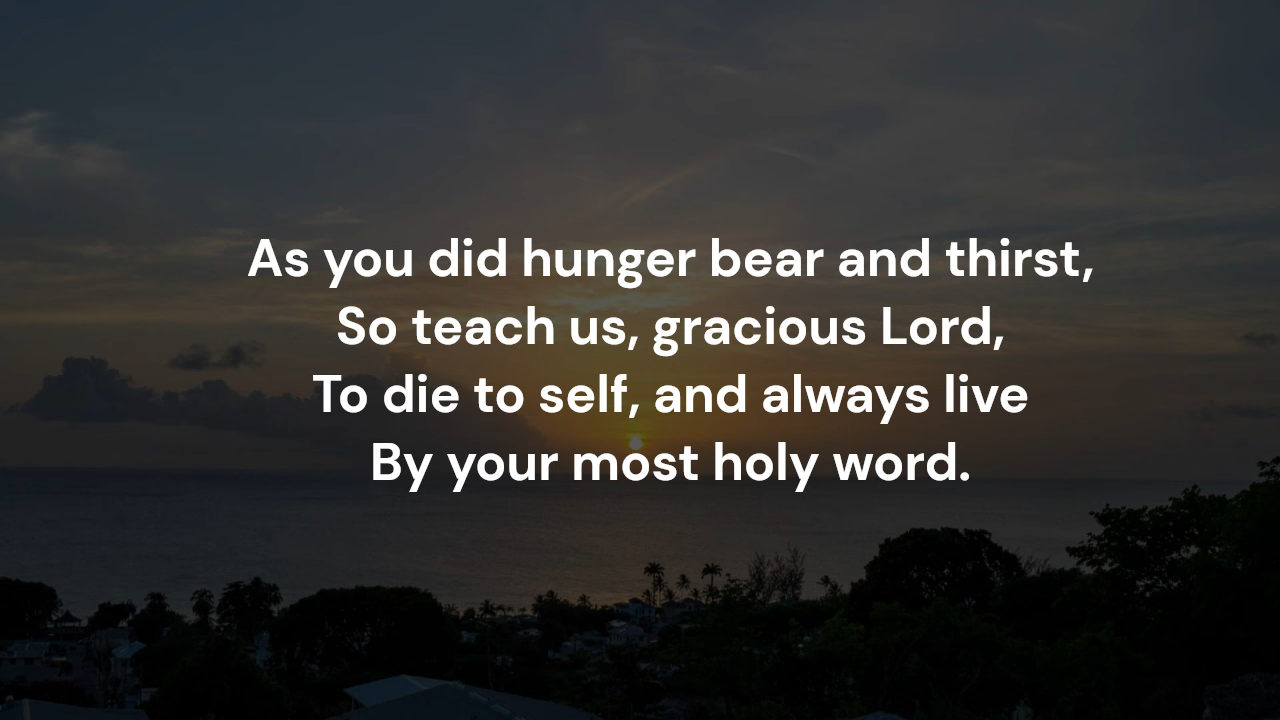 As you did hunger bear and thirst,
So teach us, gracious Lord,
To die to self, and always live
By your most holy word.